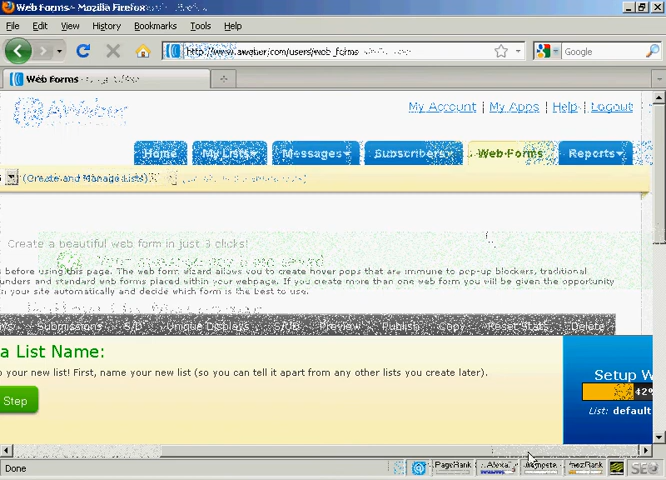 Web Forms - Mozilla Firefox
File Edit View History Bookmarks Tools Help
http://www.aweber.com/users/web_forms
Google
Web Forms
AWeber
My Account | My Apps | Help | Logout
Home My Lists Messages Subscribers Web Forms Reports
(Create and Manage Lists)
Create a beautiful web form in just 3 clicks!
s before using this page. The web form wizard allows you to create hover pops that are immune to pop-up blockers, traditional
unders and standard web forms placed within your webpage. If you create more than one web form you will be given the opportunity
n your site automatically and decide which form is the best to use.
Submissions S/D Unique Displays S/UD Preview Publish Copy Reset Stats Delete
a List Name:
o your new list! First, name your new list (so you can tell it apart from any other lists you create later).
Step
Setup W
42%
List: default
Done
PageRank Alexa Compete mozRank SEO